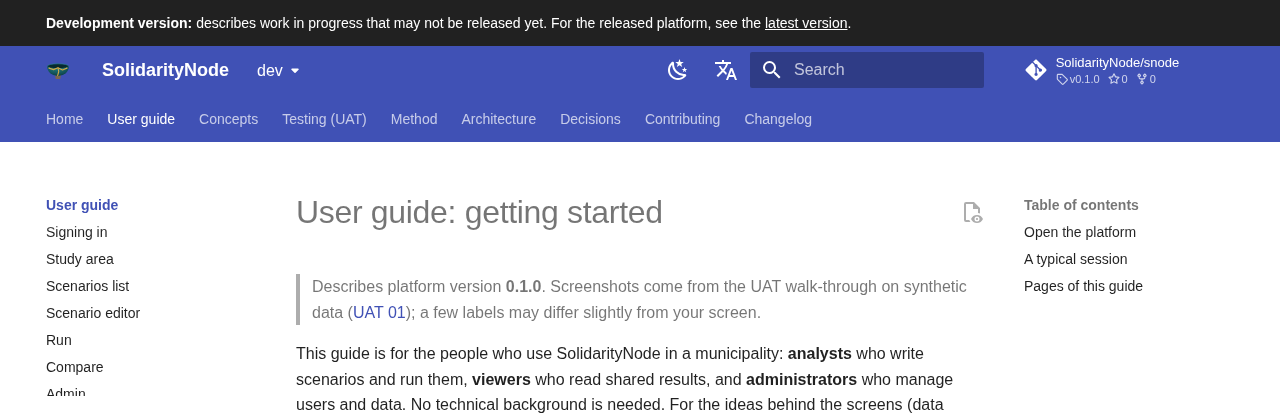 Development version: describes work in progress that may not be released yet. For the released platform, see the latest version.
SolidarityNode
dev
Search
SolidarityNode/snode
v0.1.0 0 0
Home User guide Concepts Testing (UAT) Method Architecture Decisions Contributing Changelog
User guide
Signing in
Study area
Scenarios list
Scenario editor
Run
Compare
Admin
User guide: getting started
Describes platform version 0.1.0. Screenshots come from the UAT walk-through on synthetic
data (UAT 01); a few labels may differ slightly from your screen.
This guide is for the people who use SolidarityNode in a municipality: analysts who write
scenarios and run them, viewers who read shared results, and administrators who manage
users and data. No technical background is needed. For the ideas behind the screens (data
Table of contents
Open the platform
A typical session
Pages of this guide